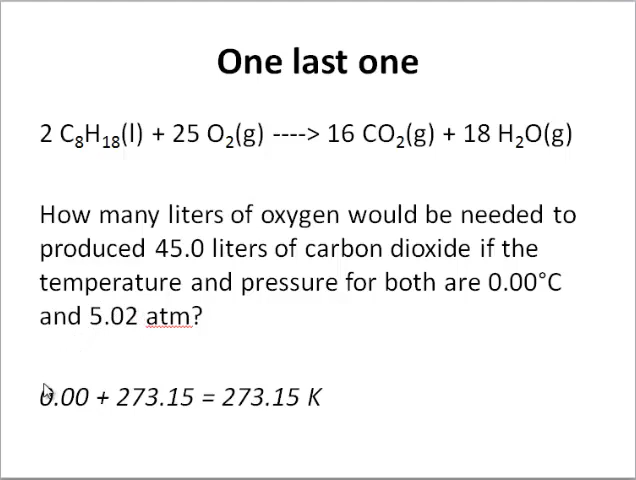 One last one
2 C₈H₁₈(l) + 25 O₂(g) ----> 16 CO₂(g) + 18 H₂O(g)
How many liters of oxygen would be needed to
produced 45.0 liters of carbon dioxide if the
temperature and pressure for both are 0.00°C
and 5.02 atm?
0.00 + 273.15 = 273.15 K